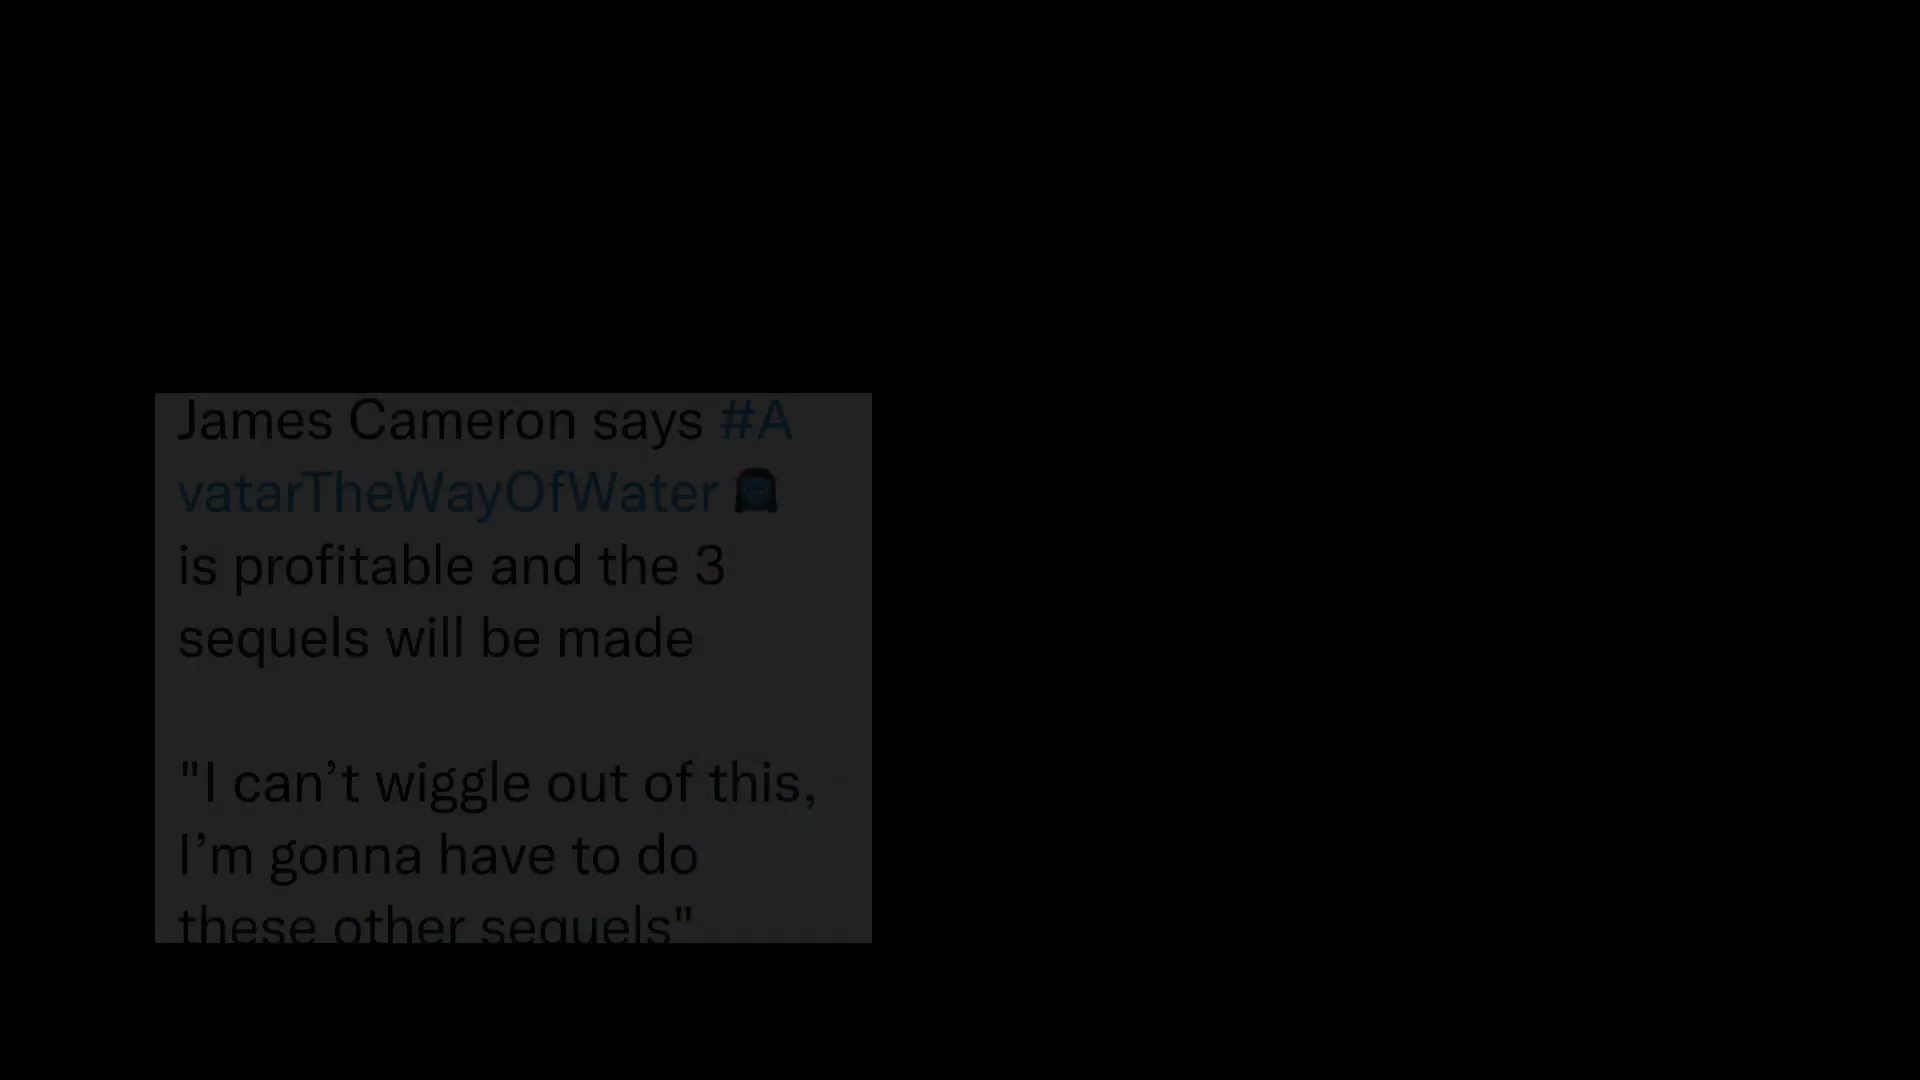 James Cameron says #A
vatarTheWayOfWater
is profitable and the 3
sequels will be made
"I can’t wiggle out of this,
I’m gonna have to do
these other sequels"